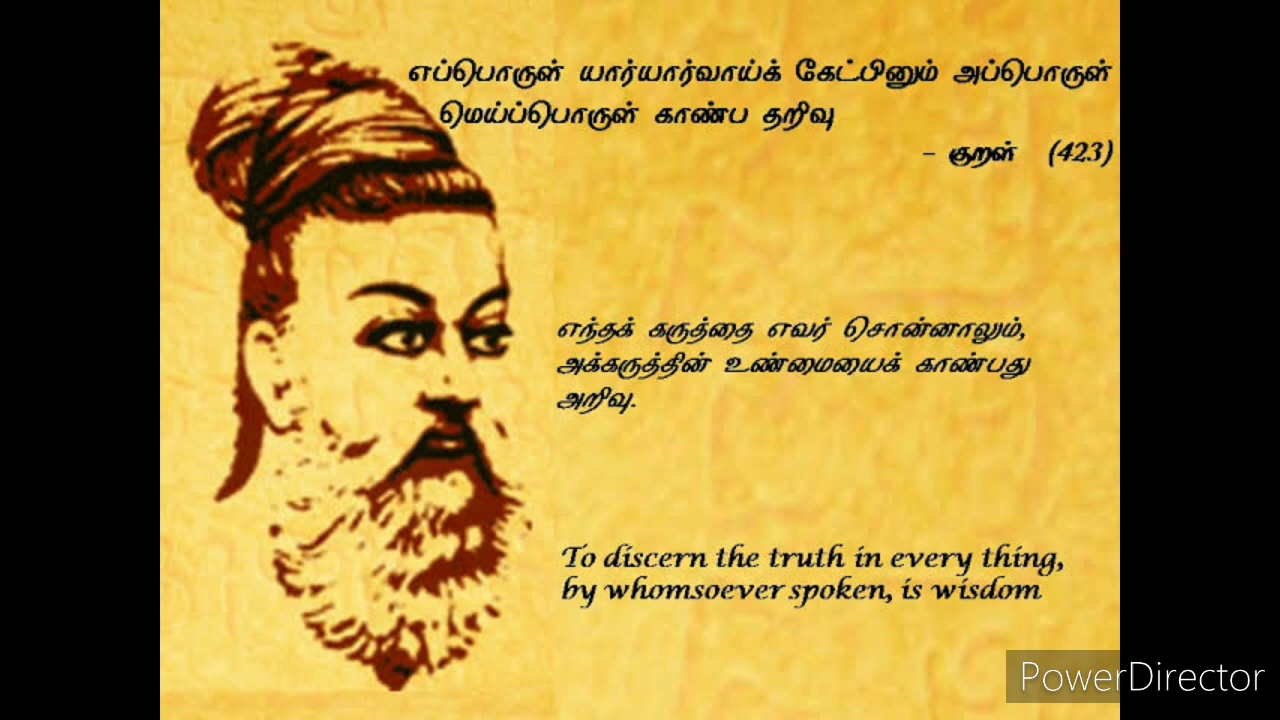 எப்பொருள் யார்யார்வாய்க் கேட்பினும் அப்பொருள்
மெய்ப்பொருள் காண்ப தறிவு
- குறள் (423)
எந்தக் கருத்தை எவர் சொன்னாலும்,
அக்கருத்தின் உண்மையைக் காண்பது
அறிவு.
To discern the truth in every thing,
by whomsoever spoken, is wisdom
PowerDirector